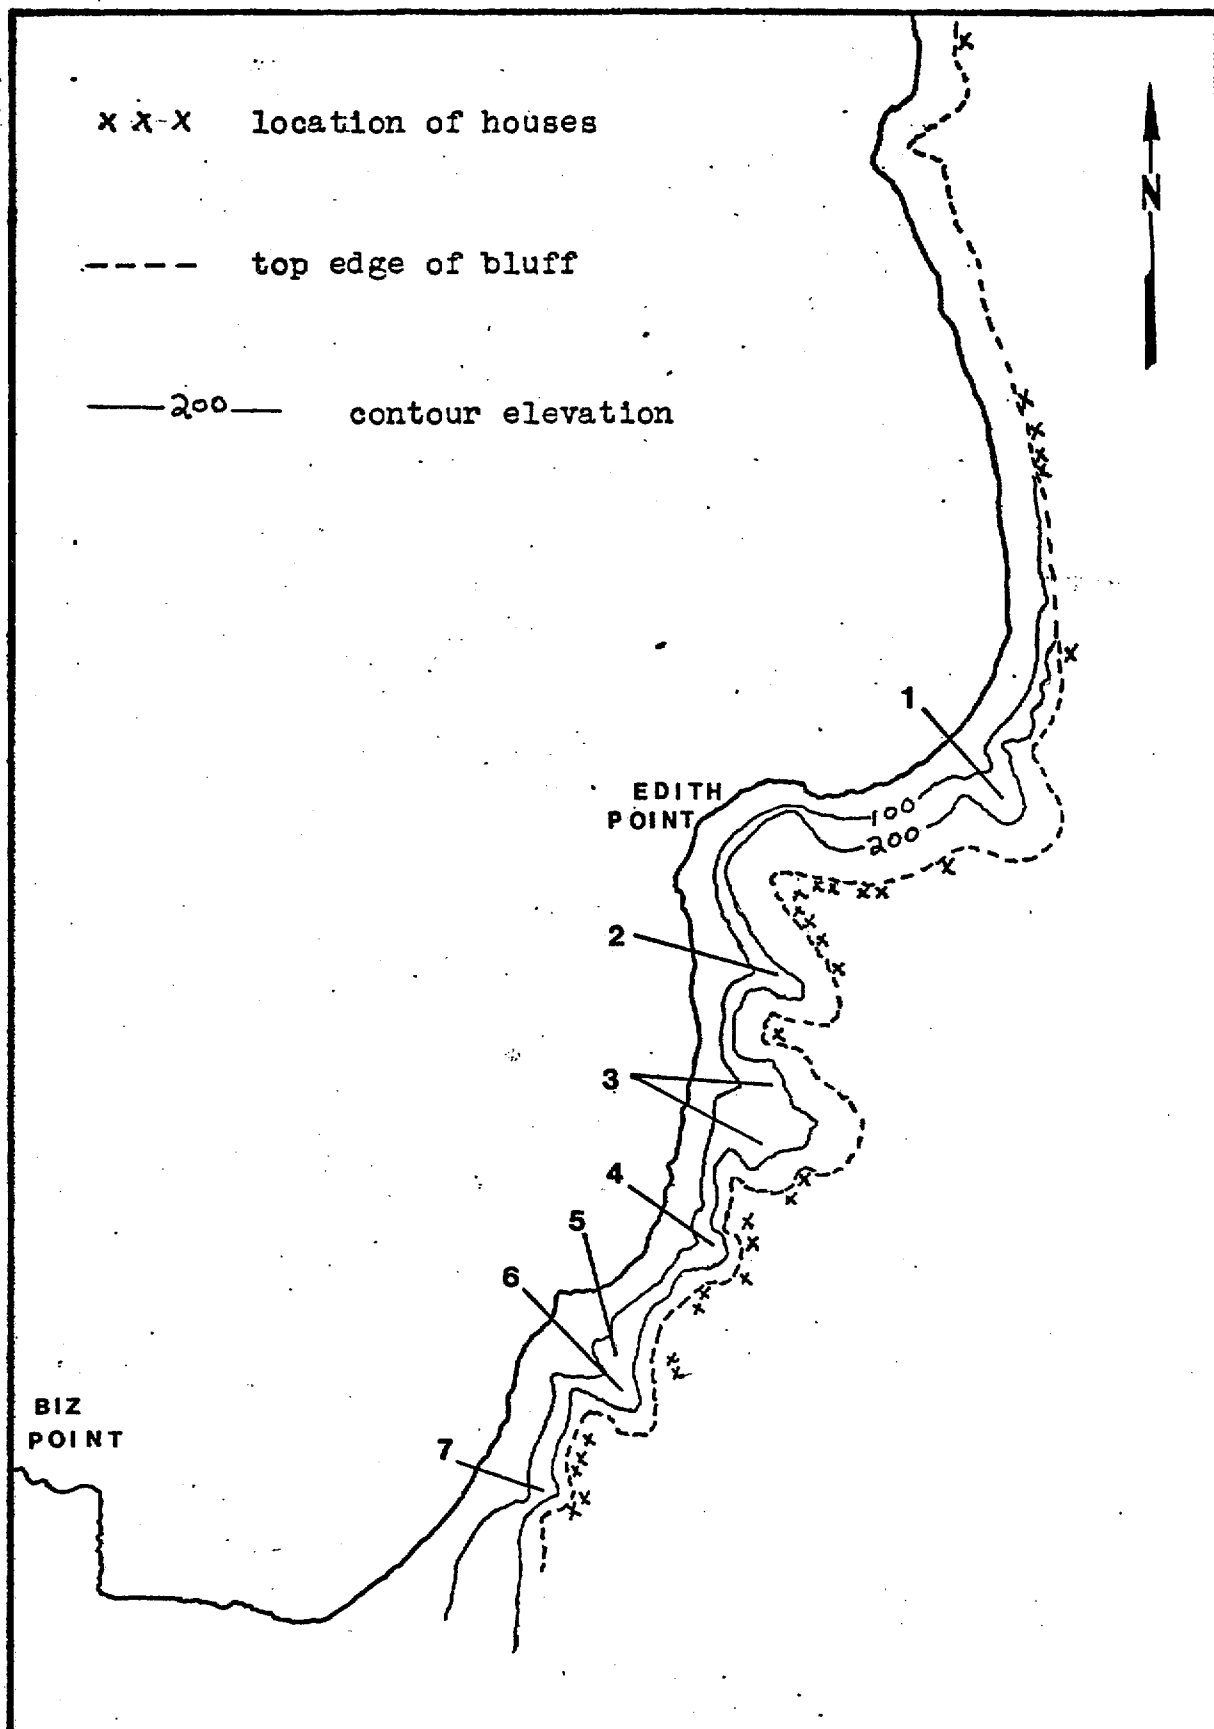 x x-x location of houses
---- top edge of bluff
200 contour elevation
N
1
EDITH
POINT
100
200
2
3
4
5
6
BIZ
POINT
7